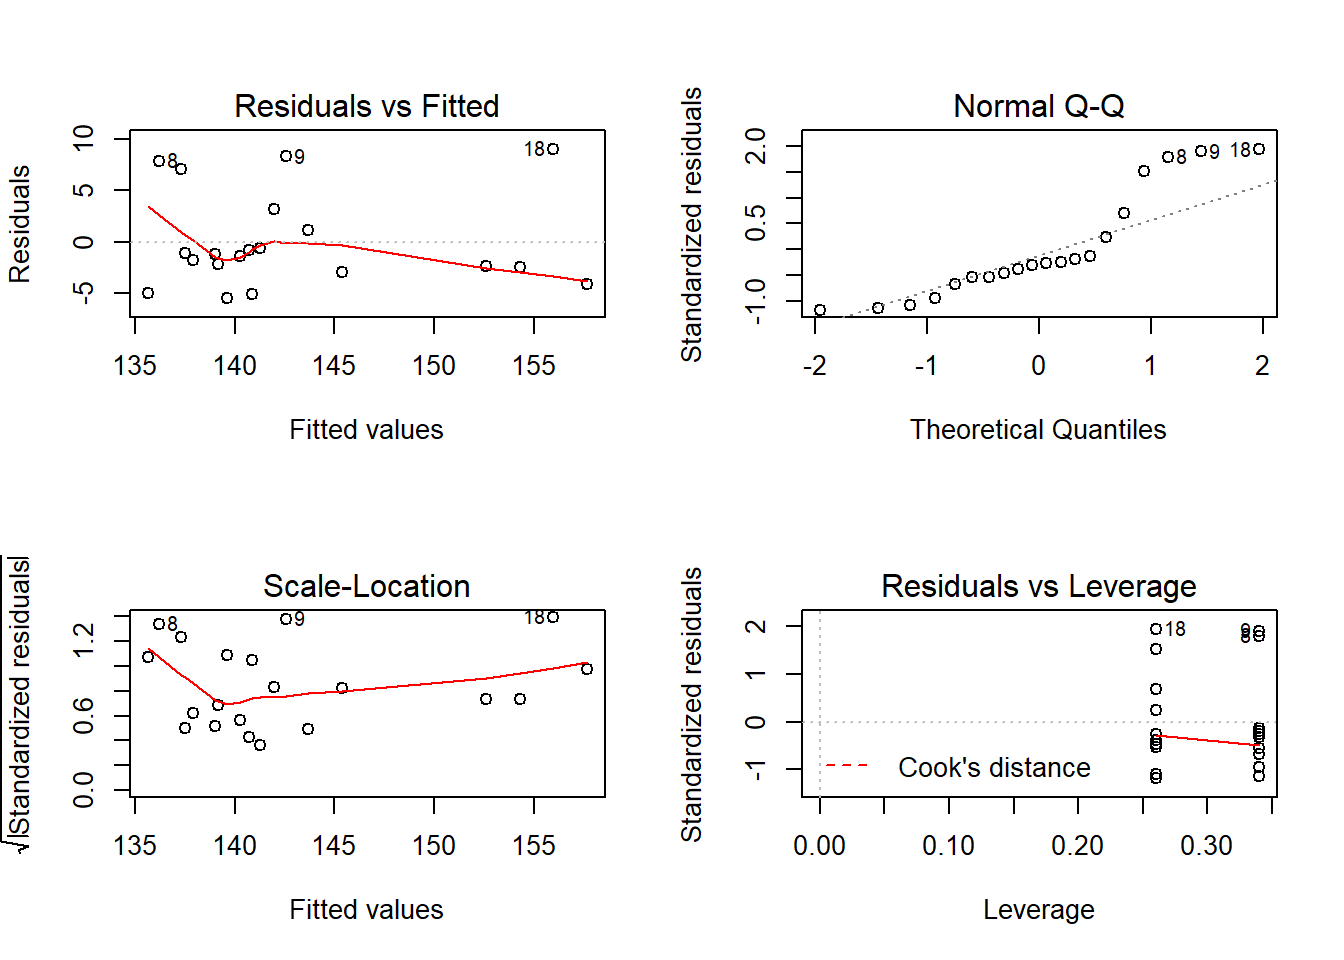 Residuals vs Fitted
Residuals
10
5
0
-5
8
9
18
135 140 145 150 155
Fitted values
Normal Q-Q
Standardized residuals
2.0
0.5
-1.0
8
9
18
-2 -1 0 1 2
Theoretical Quantiles
Scale-Location
√|Standardized residuals|
1.2
0.6
0.0
8
9
18
135 140 145 150 155
Fitted values
Residuals vs Leverage
Standardized residuals
2
1
0
-1
18
9
8
Cook's distance
0.00 0.10 0.20 0.30
Leverage